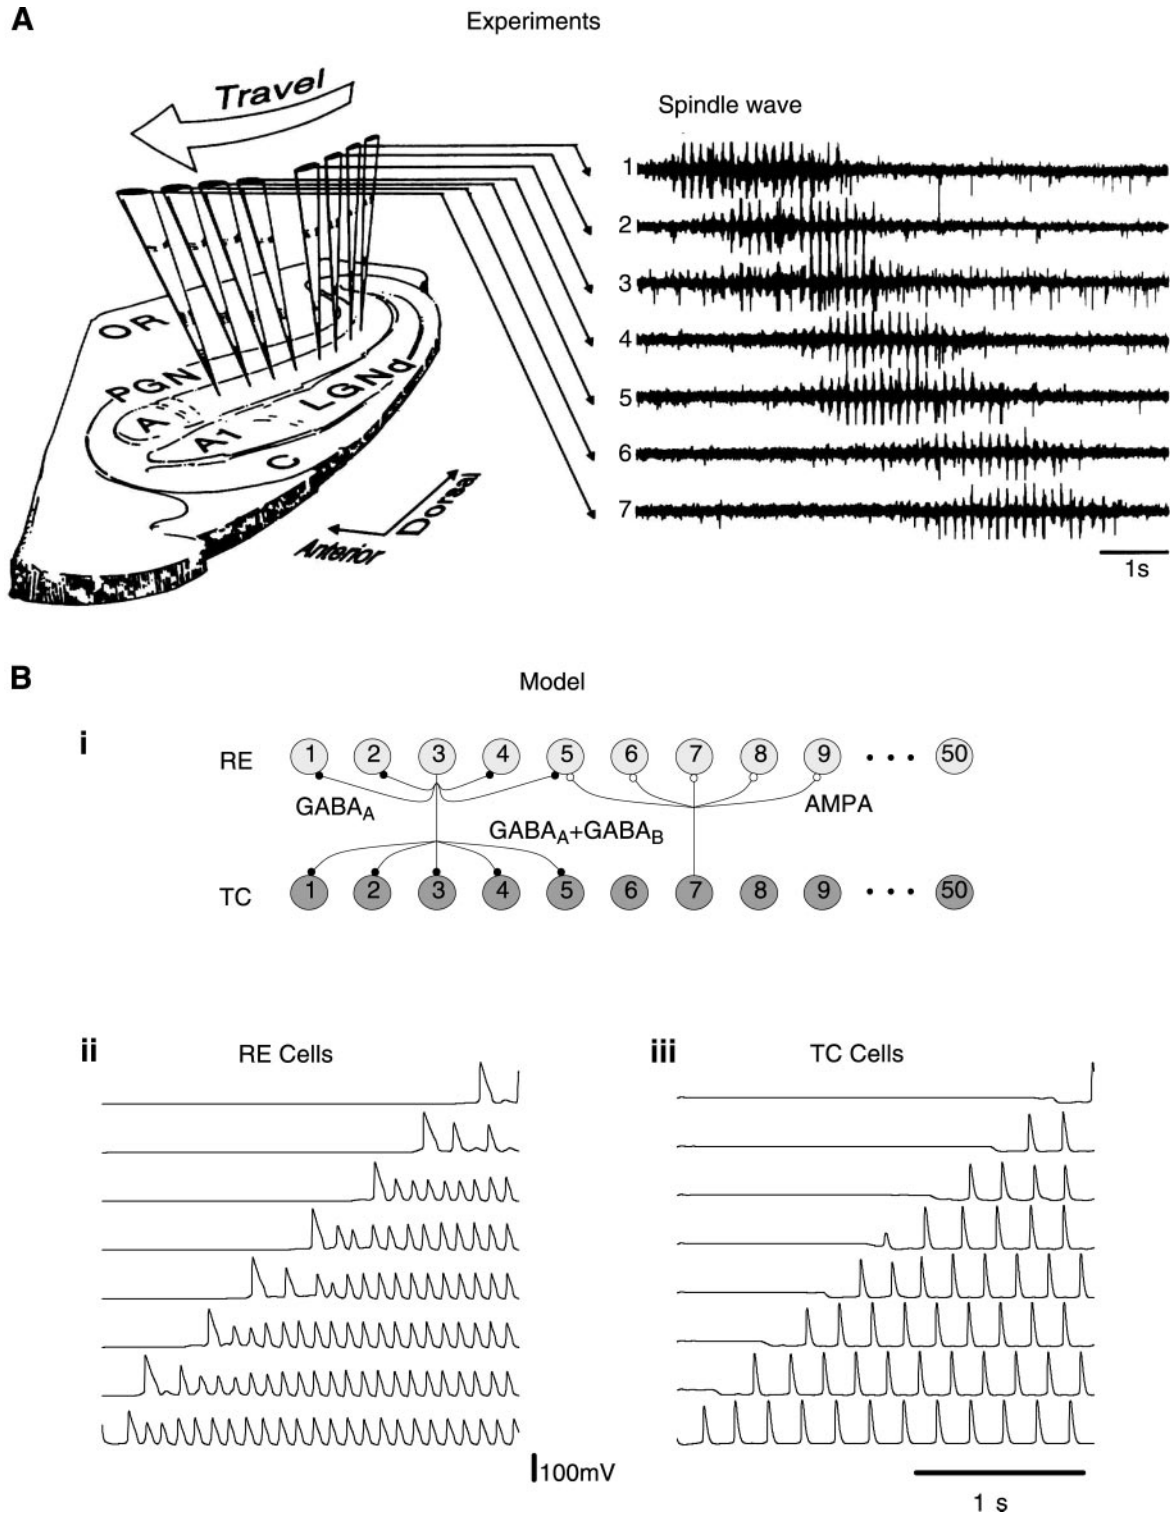 A
Experiments
Travel
Spindle wave
1
2
3
4
5
6
7
OR
PGN
A
LGNd
A1
C
Dorsal
Anterior
1s
B
Model
i
RE
1 2 3 4 5 6 7 8 9 • • • 50
GABAA
AMPA
GABAA+GABAB
TC
1 2 3 4 5 6 7 8 9 • • • 50
ii
RE Cells
iii
TC Cells
100mV
1 s